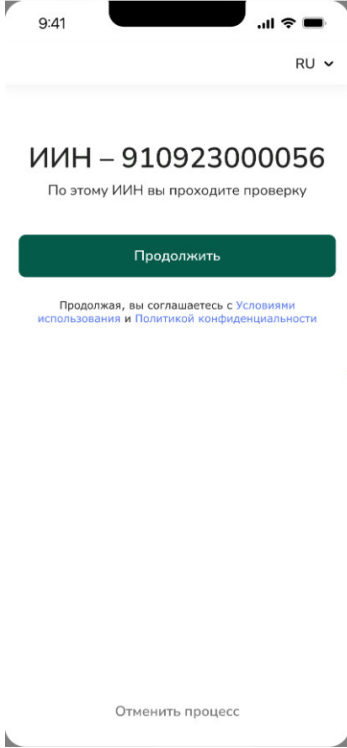 9:41
RU
ИИН – 910923000056
По этому ИИН вы проходите проверку
Продолжить
Продолжая, вы соглашаетесь с Условиями
использования и Политикой конфиденциальности
Отменить процесс